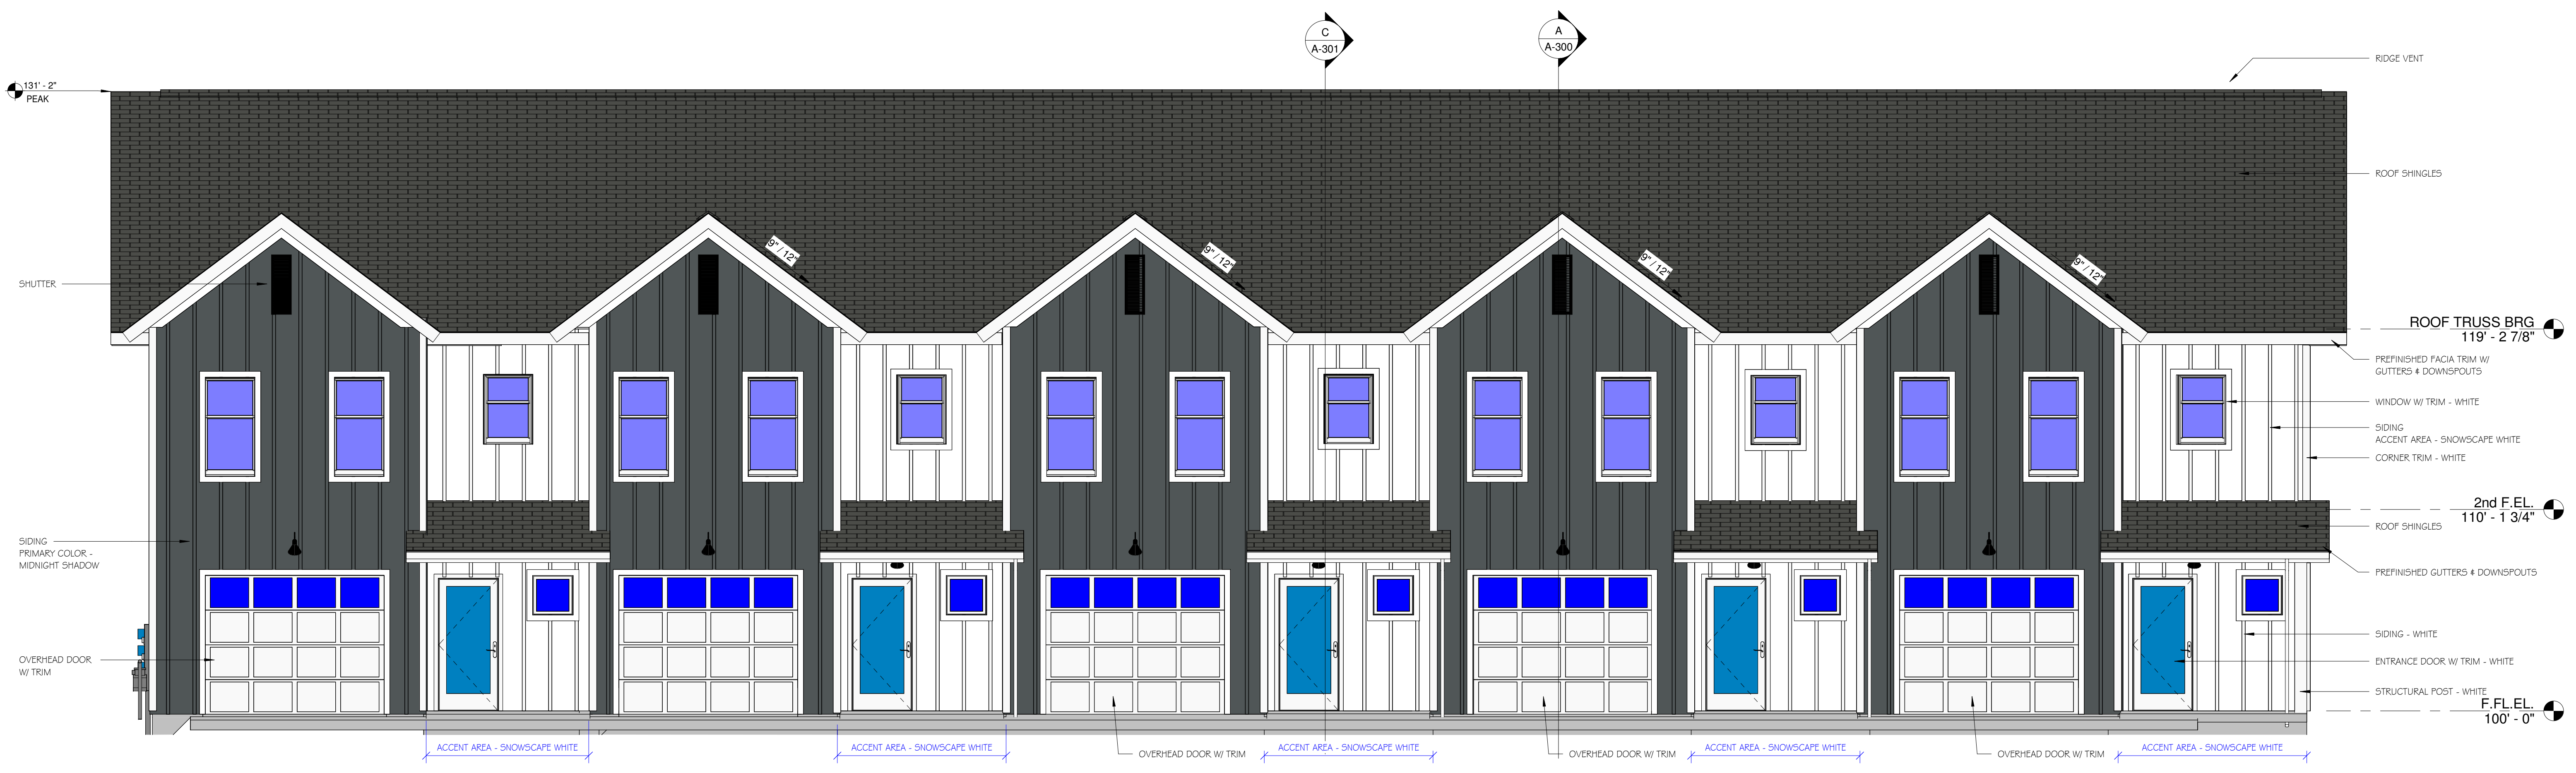 C
A-301
A
A-300
RIDGE VENT
131' - 2"
PEAK
ROOF SHINGLES
9" / 12"
9" / 12"
9" / 12"
9" / 12"
SHUTTER
ROOF TRUSS BRG
119' - 2 7/8"
PREFINISHED FACIA TRIM W/
GUTTERS & DOWNSPOUTS
WINDOW W/ TRIM - WHITE
SIDING
ACCENT AREA - SNOWSCAPE WHITE
CORNER TRIM - WHITE
2nd F.EL.
110' - 1 3/4"
ROOF SHINGLES
SIDING
PRIMARY COLOR -
MIDNIGHT SHADOW
PREFINISHED GUTTERS & DOWNSPOUTS
SIDING - WHITE
OVERHEAD DOOR
W/ TRIM
ENTRANCE DOOR W/ TRIM - WHITE
STRUCTURAL POST - WHITE
F.FL.EL.
100' - 0"
ACCENT AREA - SNOWSCAPE WHITE
ACCENT AREA - SNOWSCAPE WHITE
OVERHEAD DOOR W/ TRIM
ACCENT AREA - SNOWSCAPE WHITE
OVERHEAD DOOR W/ TRIM
ACCENT AREA - SNOWSCAPE WHITE
OVERHEAD DOOR W/ TRIM
ACCENT AREA - SNOWSCAPE WHITE